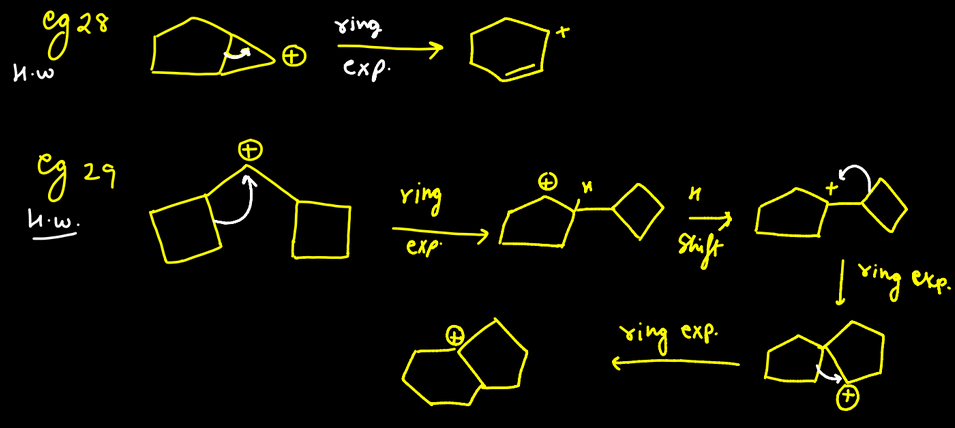 eg 28
H.W
⊕
ring
exp.
+
eg 29
H.W.
⊕
ring
exp.
⊕
H
H
shift
+
ring exp.
⊕
ring exp.
⊕